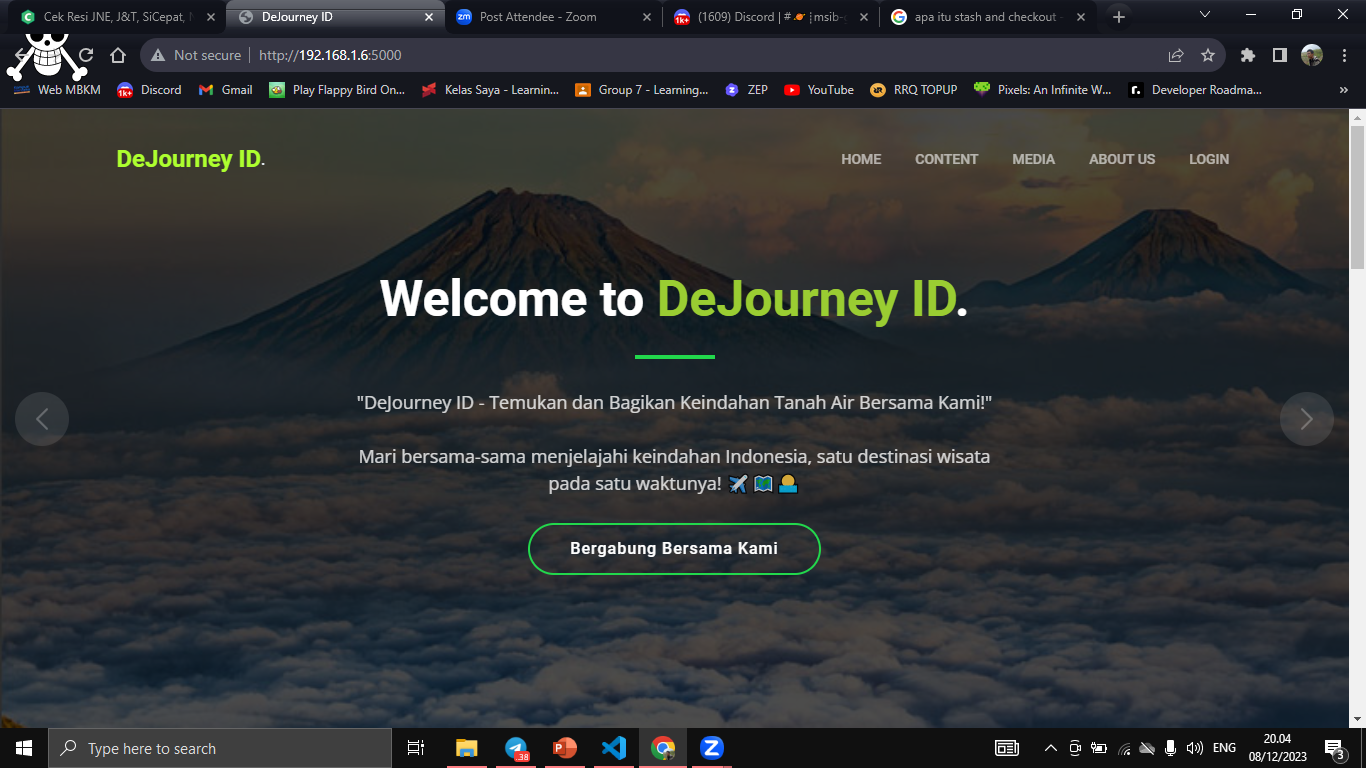 Cek Resi JNE, J&T, SiCepat,
DeJourney ID
Post Attendee - Zoom
(1609) Discord | #
msib-
apa itu stash and checkout -
Not secure
http://192.168.1.6:5000
Web MBKM
1k+
Discord
Gmail
Play Flappy Bird On...
Kelas Saya - Learnin...
Group 7 - Learning...
ZEP
YouTube
RRQ TOPUP
Pixels: An Infinite W...
Developer Roadma...
»
DeJourney ID.
HOME
CONTENT
MEDIA
ABOUT US
LOGIN
Welcome to DeJourney ID.
"DeJourney ID - Temukan dan Bagikan Keindahan Tanah Air Bersama Kami!"
Mari bersama-sama menjelajahi keindahan Indonesia, satu destinasi wisata
pada satu waktunya! ✈️ 🗺️ 🌅
Bergabung Bersama Kami
Type here to search
38
ENG
20.04
08/12/2023
3